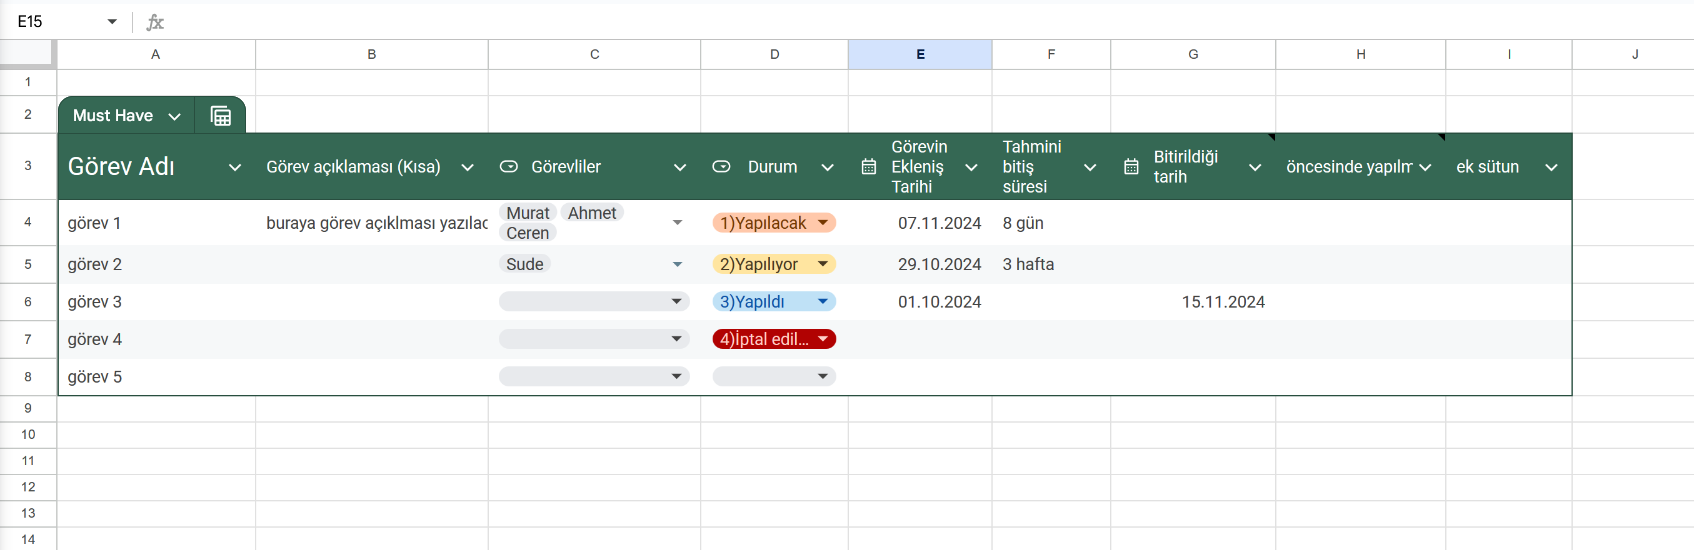 E15 fx
A B C D E F G H I J
1
2 Must Have
3 Görev Adı Görev açıklaması (Kısa) Görevliler Durum Görevin Ekleniş Tarihi Tahmini bitiş süresi Bitirildiği tarih öncesinde yapılm ek sütun
4 görev 1 buraya görev açıklması yazılac Murat Ahmet Ceren 1)Yapılacak 07.11.2024 8 gün
5 görev 2 Sude 2)Yapılıyor 29.10.2024 3 hafta
6 görev 3 3)Yapıldı 01.10.2024 15.11.2024
7 görev 4 4)İptal edil...
8 görev 5
9
10
11
12
13
14